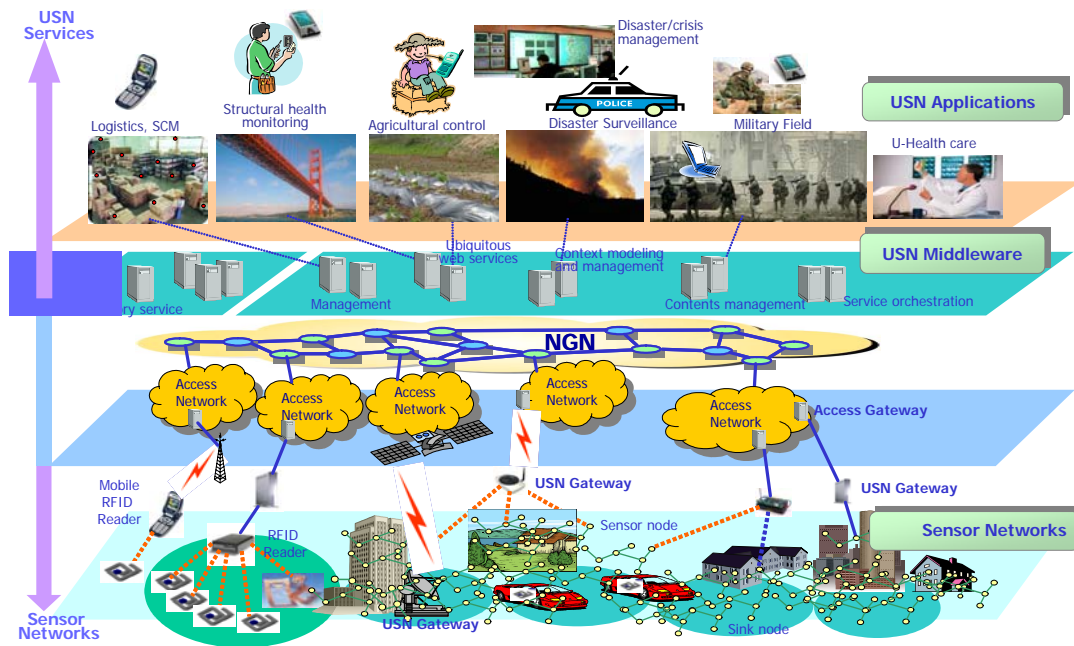 USN
Services
Disaster/crisis
management
POLICE
USN Applications
Structural health
monitoring
Logistics, SCM
Agricultural control
Disaster Surveillance
Military Field
U-Health care
USN Middleware
Ubiquitous
web services
Context modeling
and management
ry service
Management
Contents management
Service orchestration
NGN
Access
Network
Access
Network
Access
Network
Access
Network
Access
Network
Access Gateway
Mobile
RFID
Reader
USN Gateway
USN Gateway
RFID
Reader
Sensor node
Sensor Networks
Sensor
Networks
USN Gateway
Sink node